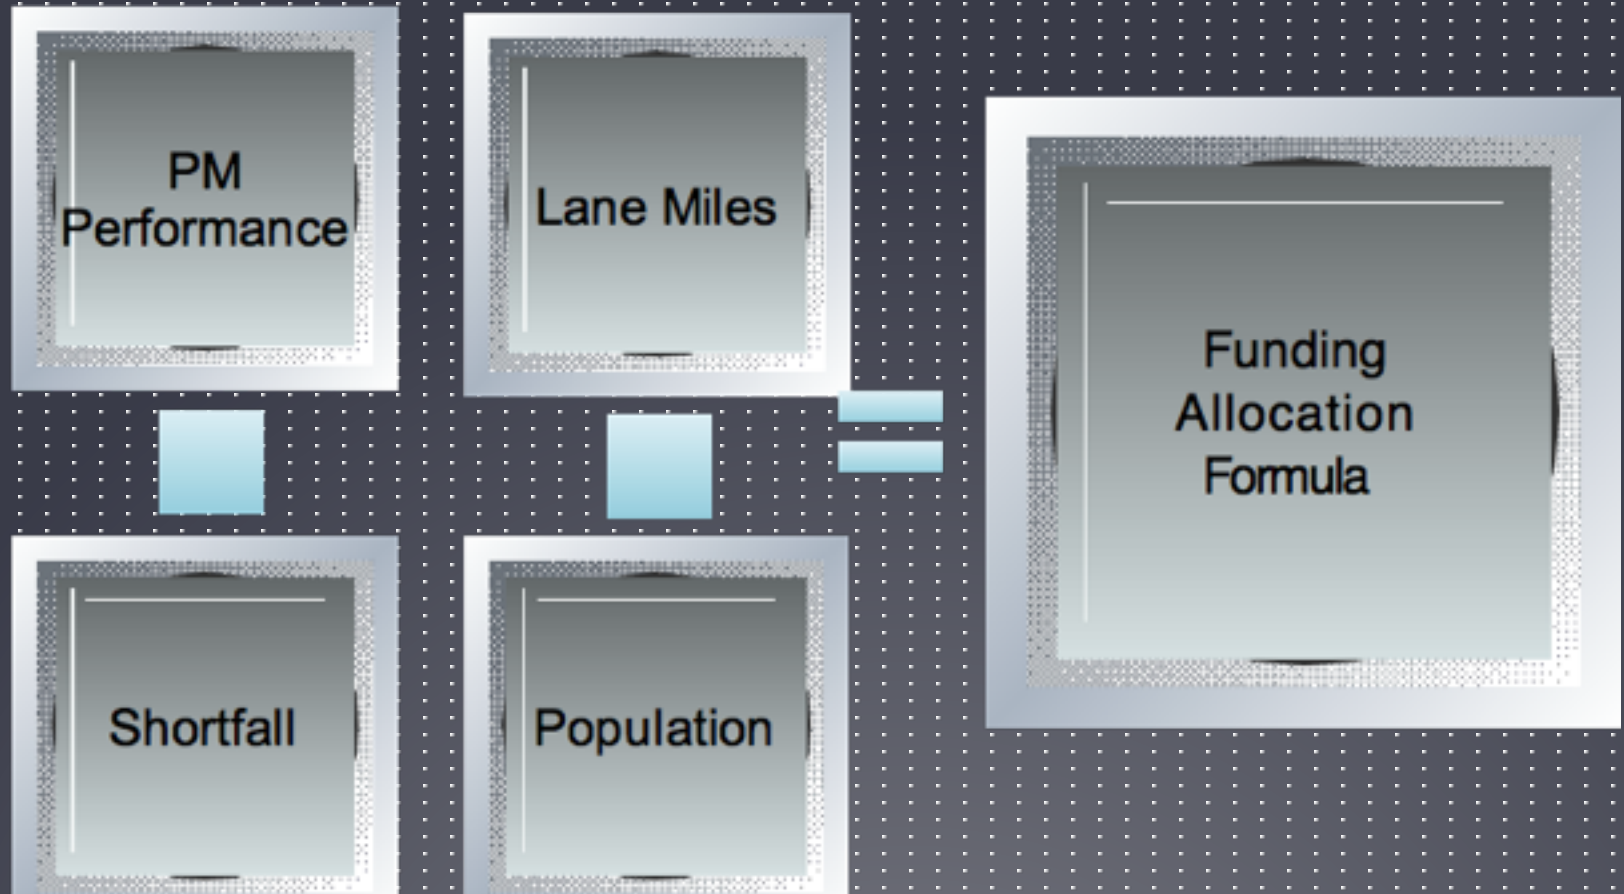 PM
Performance
Lane Miles
Shortfall
Population
Funding
Allocation
Formula